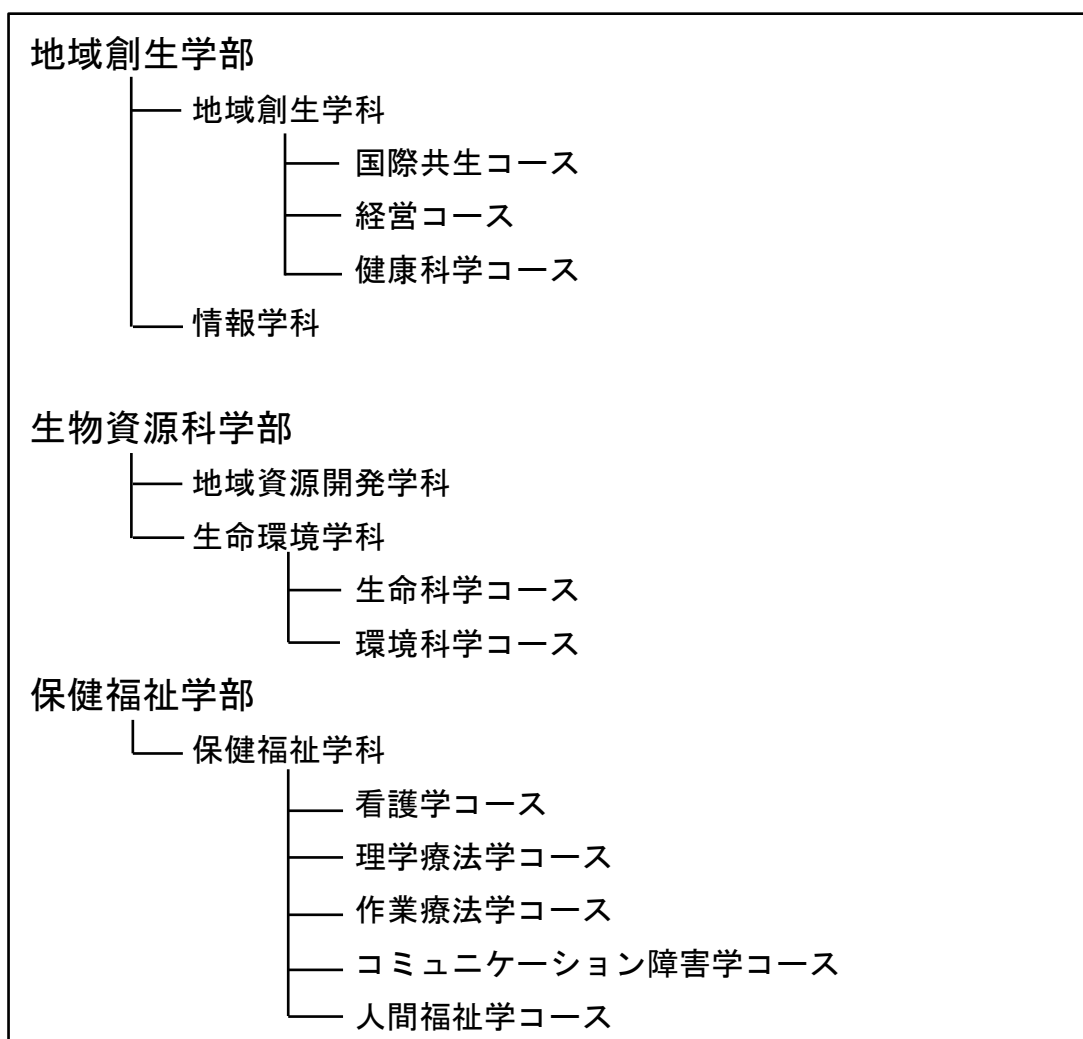 地域創生学部
地域創生学科
国際共生コース
経営コース
健康科学コース
情報学科
生物資源科学部
地域資源開発学科
生命環境学科
生命科学コース
環境科学コース
保健福祉学部
保健福祉学科
看護学コース
理学療法学コース
作業療法学コース
コミュニケーション障害学コース
人間福祉学コース